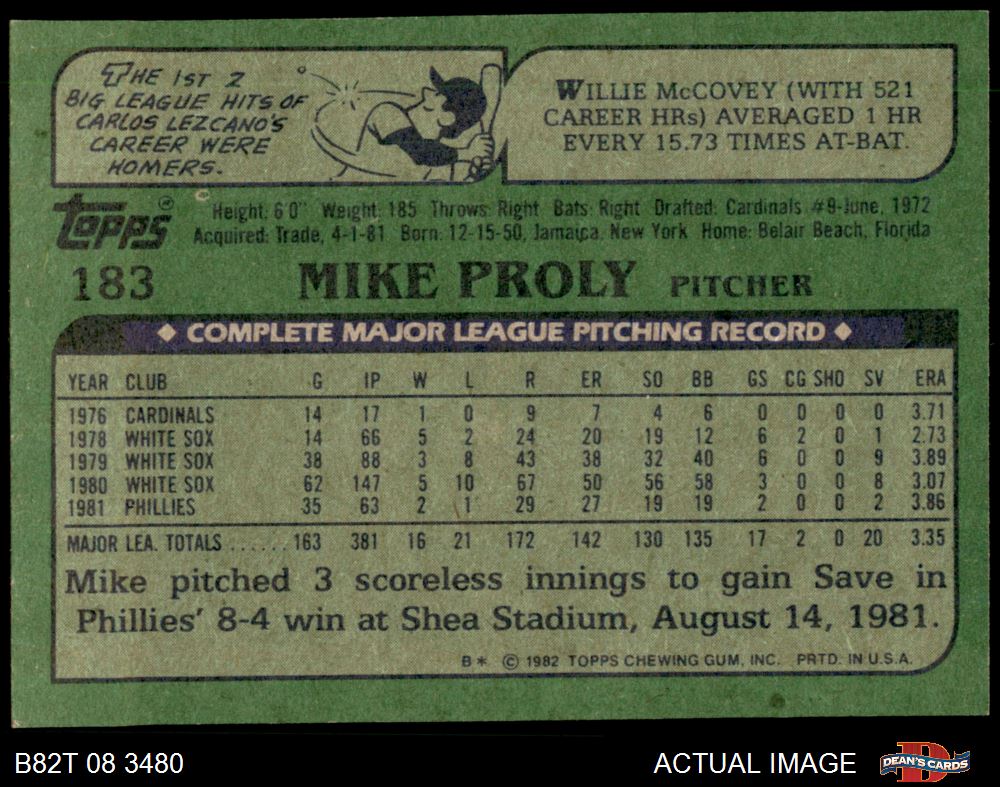 THE 1ST 2
BIG LEAGUE HITS OF
CARLOS LEZCANO'S
CAREER WERE
HOMERS.
WILLIE McCOVEY (WITH 521
CAREER HRs) AVERAGED 1 HR
EVERY 15.73 TIMES AT-BAT.
Topps®
Height: 6'0" Weight: 185 Throws: Right Bats: Right Drafted: Cardinals #9-June, 1972
Acquired: Trade, 4-1-81 Born: 12-15-50, Jamaica, New York Home: Belair Beach, Florida
183 MIKE PROLY PITCHER
◆ COMPLETE MAJOR LEAGUE PITCHING RECORD ◆
YEAR CLUB G IP W L R ER SO BB GS CG SHO SV ERA
1976 CARDINALS 14 17 1 0 9 7 4 6 0 0 0 0 3.71
1978 WHITE SOX 14 66 5 2 24 20 19 12 6 2 0 1 2.73
1979 WHITE SOX 38 88 3 8 43 38 32 40 6 0 0 9 3.89
1980 WHITE SOX 62 147 5 10 67 50 56 58 3 0 0 8 3.07
1981 PHILLIES 35 63 2 1 29 27 19 19 2 0 0 2 3.86
MAJOR LEA. TOTALS ...... 163 381 16 21 172 142 130 135 17 2 0 20 3.35
Mike pitched 3 scoreless innings to gain Save in
Phillies' 8-4 win at Shea Stadium, August 14, 1981.
B* © 1982 TOPPS CHEWING GUM, INC. PRTD. IN U.S.A.
B82T 08 3480
ACTUAL IMAGE
D
DEAN'S CARDS